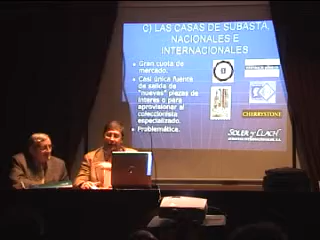 C) LAS CASAS DE SUBASTA,
NACIONALES E
INTERNACIONALES
Gran cuota de
mercado.
Casi única fuente
de salida de
"nuevas" piezas de
interés o para
aprovisionar al
coleccionista
especializado.
Problemática.
CHERRYSTONE
SOLER Y LLACH